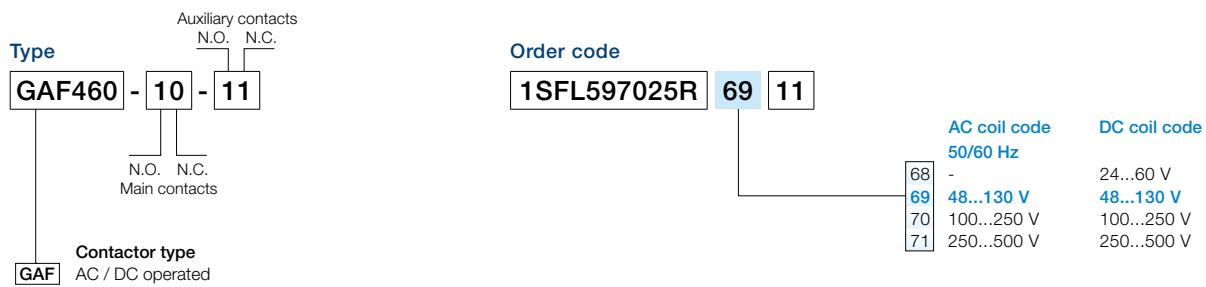 Auxiliary contacts
N.O. N.C.
Type
GAF460 - 10 - 11
N.O. N.C.
Main contacts
Contactor type
GAF AC / DC operated
Order code
1SFL597025R 69 11
AC coil code DC coil code
50/60 Hz
68 - 24...60 V
69 48...130 V 48...130 V
70 100...250 V 100...250 V
71 250...500 V 250...500 V